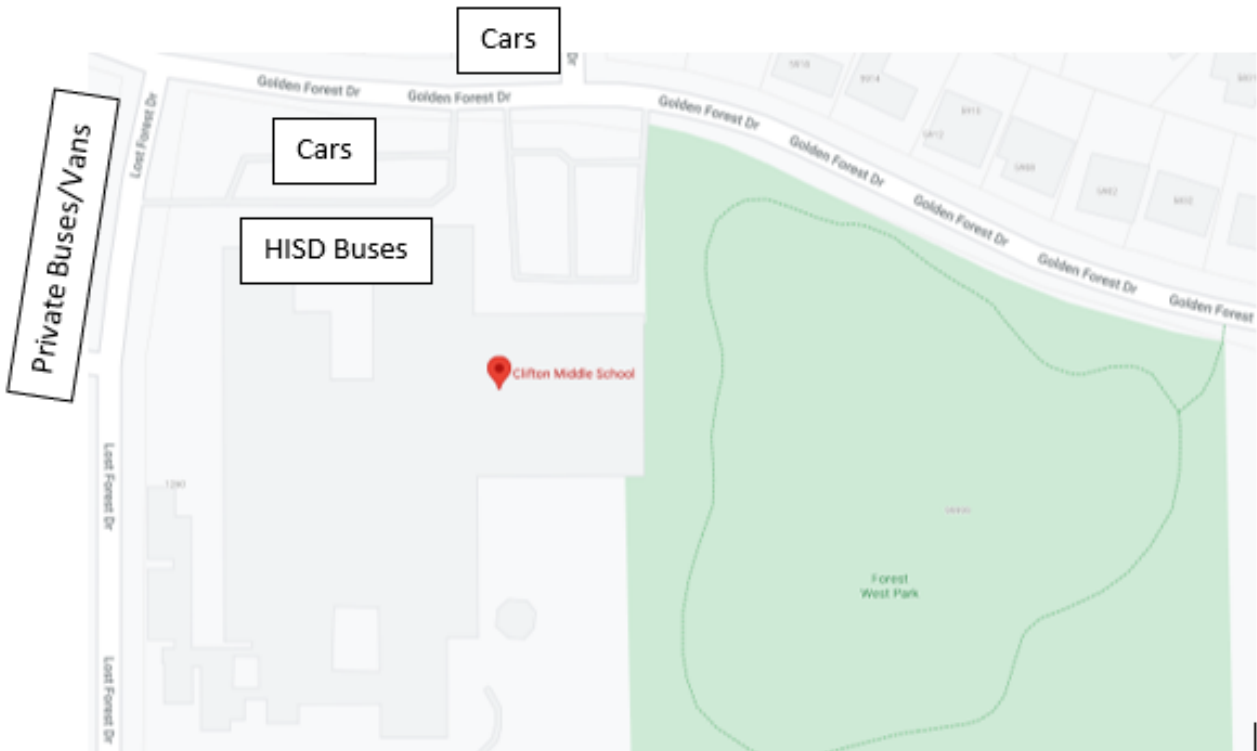 Cars
Dr
Golden Forest Dr
Golden Forest Dr
Golden Forest Dr
Golden Forest Dr
Golden Forest Dr
Golden Forest Dr
Golden Forest
Lost Forest Dr
Cars
Private Buses/Vans
HISD Buses
Clifton Middle School
Lost Forest Dr
Forest
West Park
Lost Forest Dr